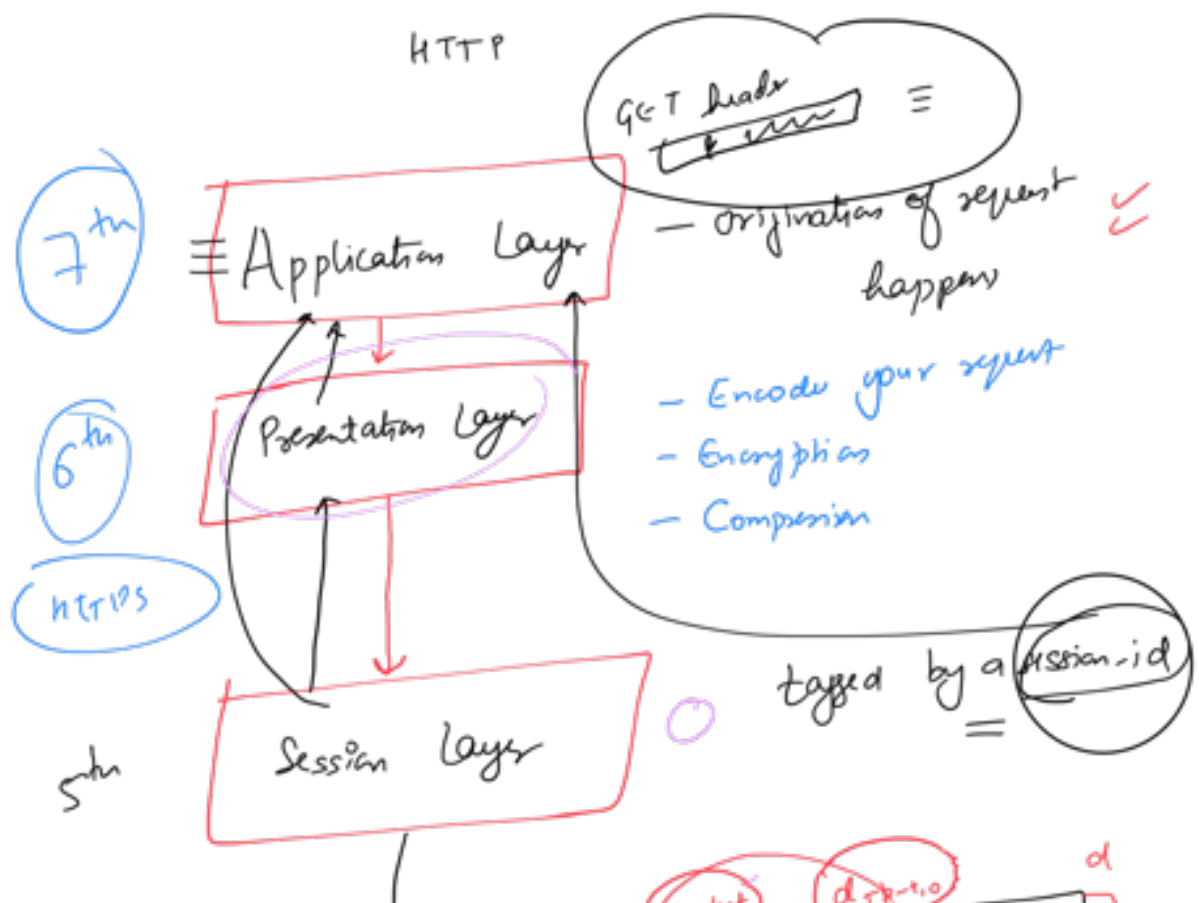 HTTP
GET header
7th
Application Layer
- Origination of request
happens
6th
Presentation Layer
- Encode your request
- Encryption
- Compression
HTTPS
tagged by a session-id
5th
Session Layer
d